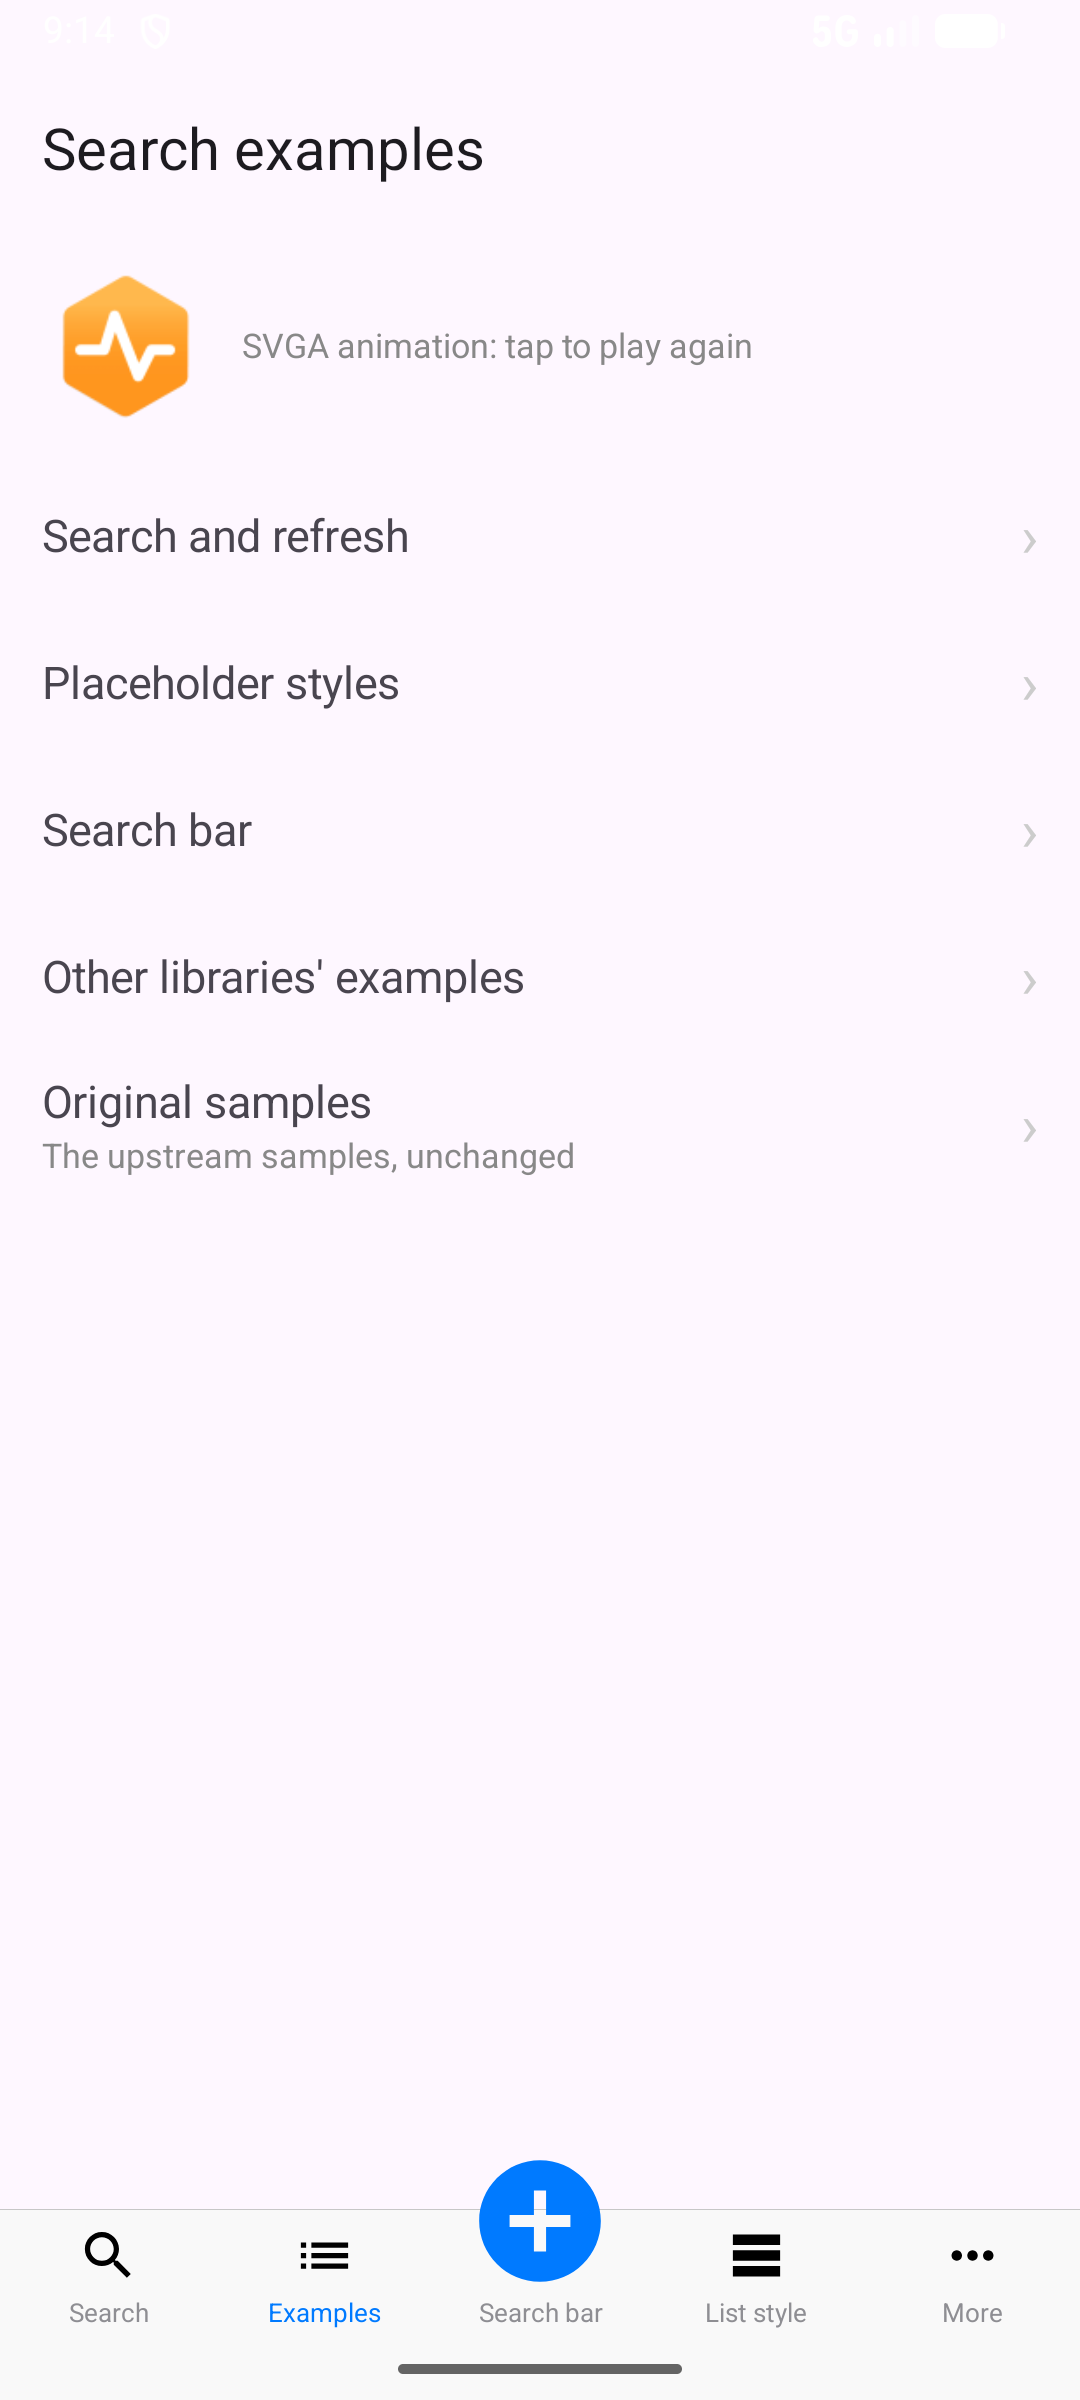 9:14
5G
Search examples
SVGA animation: tap to play again
Search and refresh
Placeholder styles
Search bar
Other libraries' examples
Original samples
The upstream samples, unchanged
Search
Examples
Search bar
List style
More